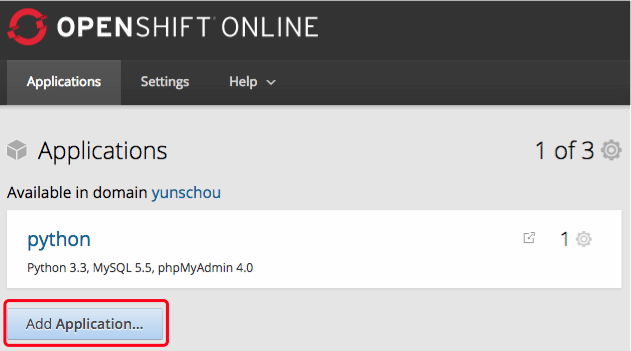 OPENSHIFT ONLINE
Applications Settings Help
Applications 1 of 3
Available in domain yunschou
python 1
Python 3.3, MySQL 5.5, phpMyAdmin 4.0
Add Application...